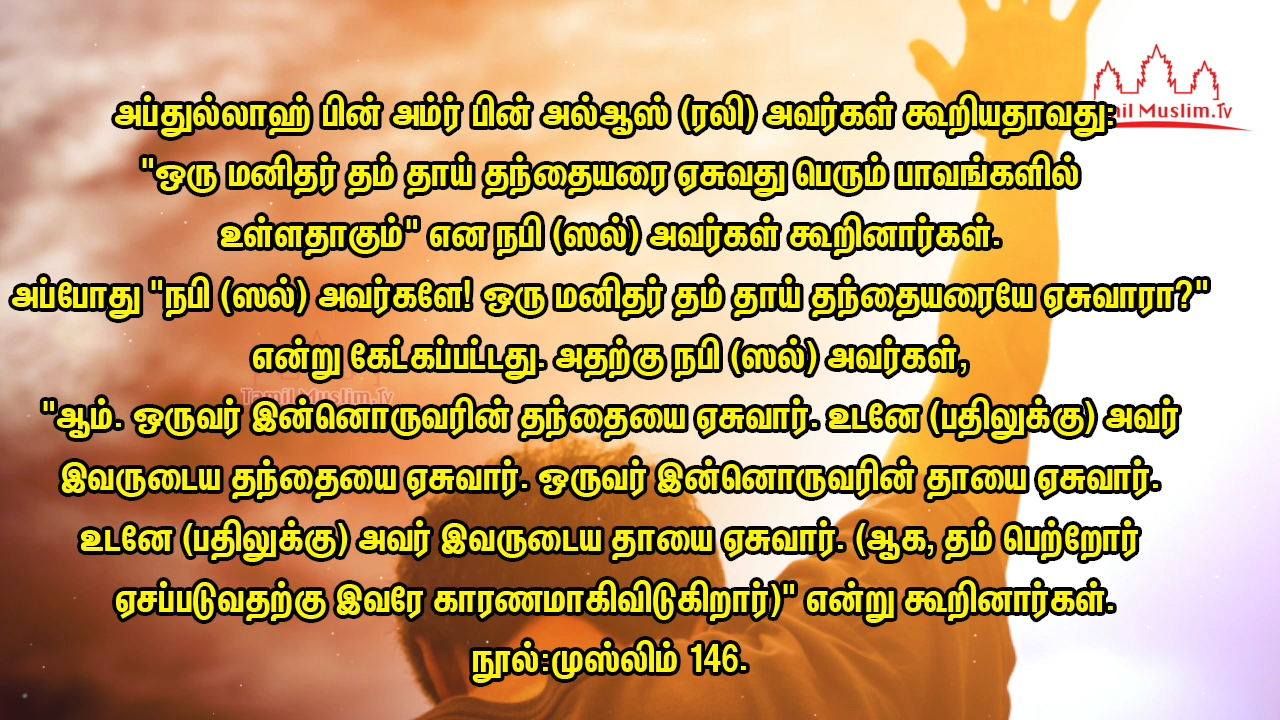 அப்துல்லாஹ் பின் அம்ர் பின் அல்ஆஸ் (ரலி) அவர்கள் கூறியதாவது:
"ஒரு மனிதர் தம் தாய் தந்தையரை ஏசுவது பெரும் பாவங்களில்
உள்ளதாகும்" என நபி (ஸல்) அவர்கள் கூறினார்கள்.
அப்போது "நபி (ஸல்) அவர்களே! ஒரு மனிதர் தம் தாய் தந்தையரையே ஏசுவாரா?"
என்று கேட்கப்பட்டது. அதற்கு நபி (ஸல்) அவர்கள்,
"ஆம். ஒருவர் இன்னொருவரின் தந்தையை ஏசுவார். உடனே (பதிலுக்கு) அவர்
இவருடைய தந்தையை ஏசுவார். ஒருவர் இன்னொருவரின் தாயை ஏசுவார்.
உடனே (பதிலுக்கு) அவர் இவருடைய தாயை ஏசுவார். (ஆக, தம் பெற்றோர்
ஏசப்படுவதற்கு இவரே காரணமாகிவிடுகிறார்)" என்று கூறினார்கள்.
நூல்:முஸ்லிம் 146.
Muslim.Tv
Tamil Muslim.Tv